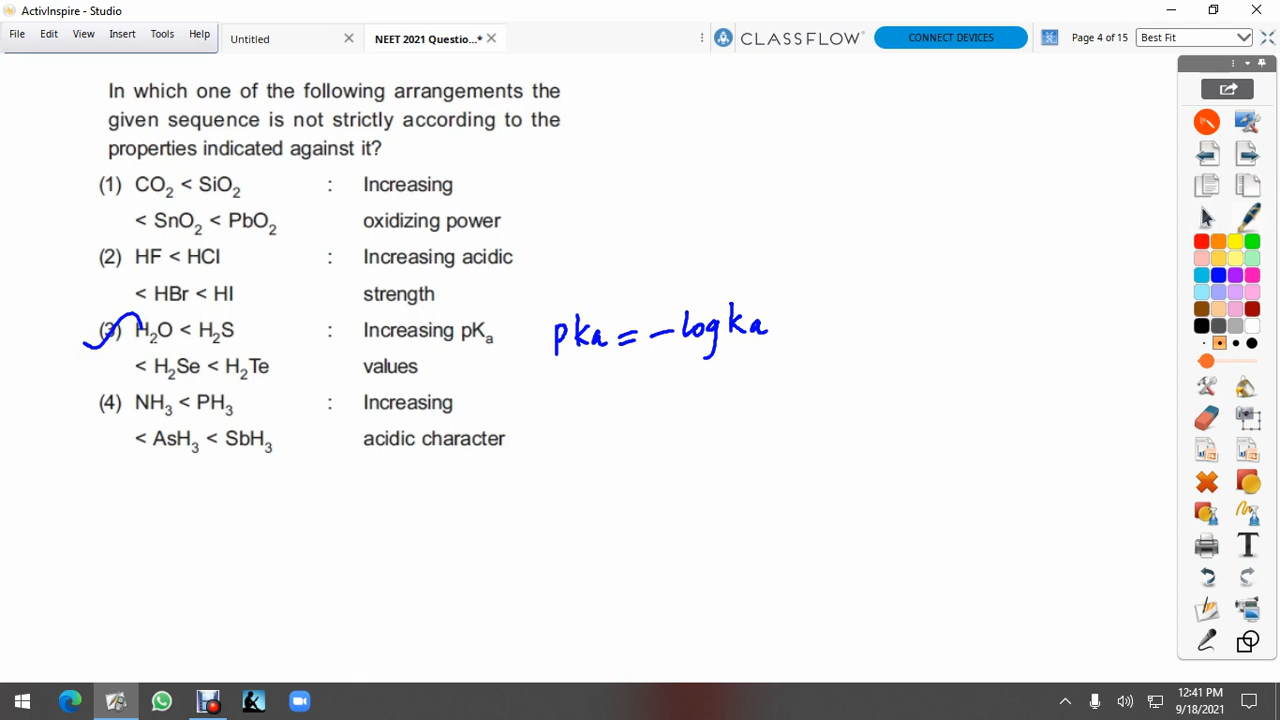 ActivInspire - Studio
File Edit View Insert Tools Help
Untitled
NEET 2021 Questio...*
CLASSFLOW
CONNECT DEVICES
Page 4 of 15
Best Fit
In which one of the following arrangements the
given sequence is not strictly according to the
properties indicated against it?
(1) CO₂ < SiO₂ : Increasing
< SnO₂ < PbO₂ oxidizing power
(2) HF < HCl : Increasing acidic
< HBr < HI strength
(3) H₂O < H₂S : Increasing pKₐ
pka = -log ka
< H₂Se < H₂Te values
(4) NH₃ < PH₃ : Increasing
< AsH₃ < SbH₃ acidic character
12:41 PM
9/18/2021